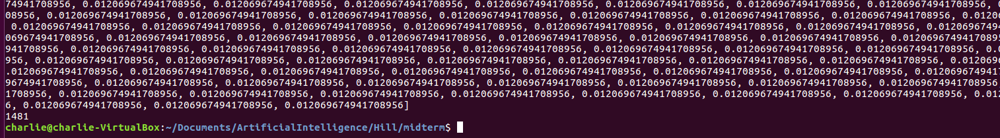 74941708956, 0.012069674941708956, 0.012069674941708956, 0.012069674941708956, 0.012069674941708956, 0.012069674941708956, 0.012069674941708956, 0.012069674941708956, 0
08956, 0.012069674941708956, 0.012069674941708956, 0.012069674941708956, 0.012069674941708956, 0.012069674941708956, 0.012069674941708956, 0.012069674941708956, 0.0120
 0.012069674941708956, 0.012069674941708956, 0.012069674941708956, 0.012069674941708956, 0.012069674941708956, 0.012069674941708956, 0.012069674941708956, 0.0120696749
069674941708956, 0.012069674941708956, 0.012069674941708956, 0.012069674941708956, 0.012069674941708956, 0.012069674941708956, 0.012069674941708956, 0.01206967494170895
941708956, 0.012069674941708956, 0.012069674941708956, 0.012069674941708956, 0.012069674941708956, 0.012069674941708956, 0.012069674941708956, 0.012069674941708956, 0.
956, 0.012069674941708956, 0.012069674941708956, 0.012069674941708956, 0.012069674941708956, 0.012069674941708956, 0.012069674941708956, 0.012069674941708956, 0.012069
.012069674941708956, 0.012069674941708956, 0.012069674941708956, 0.012069674941708956, 0.012069674941708956, 0.012069674941708956, 0.012069674941708956, 0.0120696749417
9674941708956, 0.012069674941708956, 0.012069674941708956, 0.012069674941708956, 0.012069674941708956, 0.012069674941708956, 0.012069674941708956, 0.012069674941708956
1708956, 0.012069674941708956, 0.012069674941708956, 0.012069674941708956, 0.012069674941708956, 0.012069674941708956, 0.012069674941708956, 0.012069674941708956, 0.01
6, 0.012069674941708956, 0.012069674941708956, 0.012069674941708956]
1481
charlie@charlie-VirtualBox:~/Documents/ArtificialIntelligence/Hill/midterm$